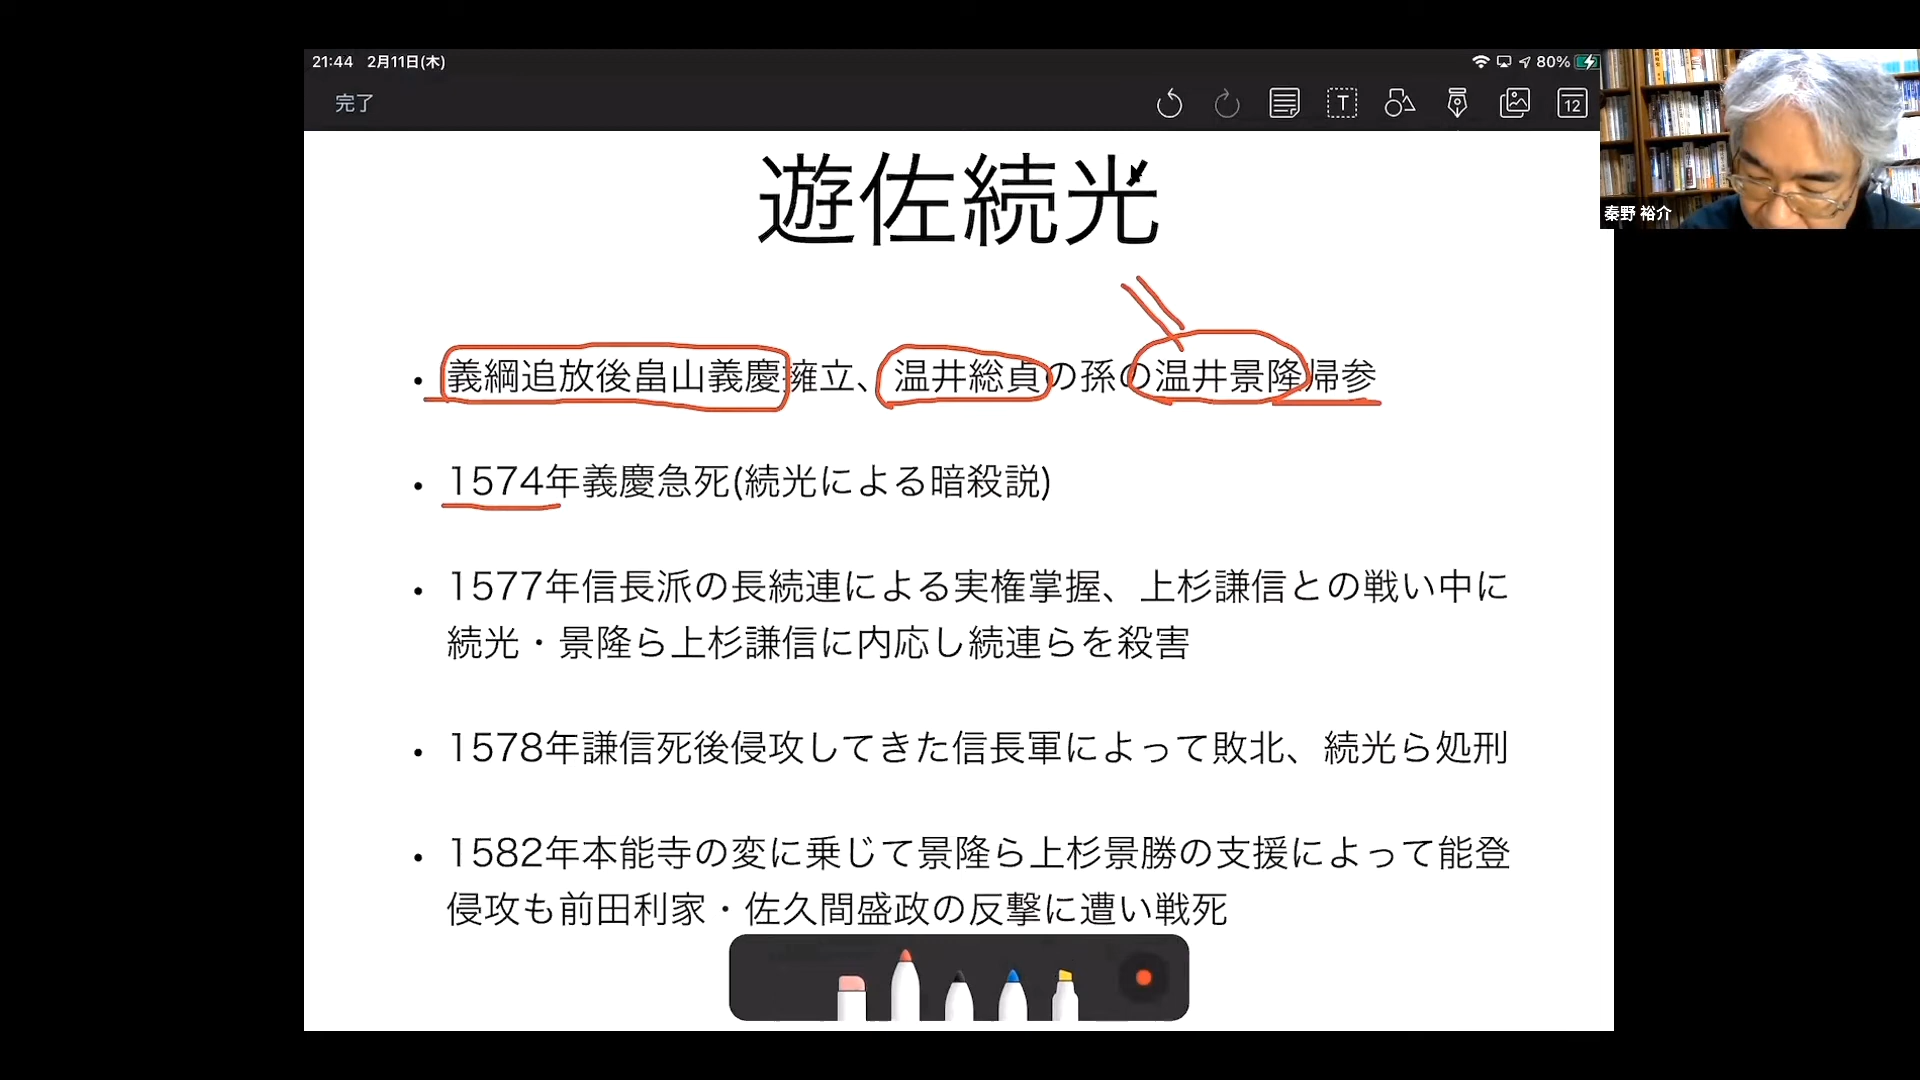 21:44 2月11日(木)
80%
完了
T
12
秦野 裕介
遊佐続光
・義綱追放後畠山義慶擁立、温井総貞の孫の温井景隆帰参
・1574年義慶急死(続光による暗殺説)
・1577年信長派の長続連による実権掌握、上杉謙信との戦い中に
続光・景隆ら上杉謙信に内応し続連らを殺害
・1578年謙信死後侵攻してきた信長軍によって敗北、続光ら処刑
・1582年本能寺の変に乗じて景隆ら上杉景勝の支援によって能登
侵攻も前田利家・佐久間盛政の反撃に遭い戦死